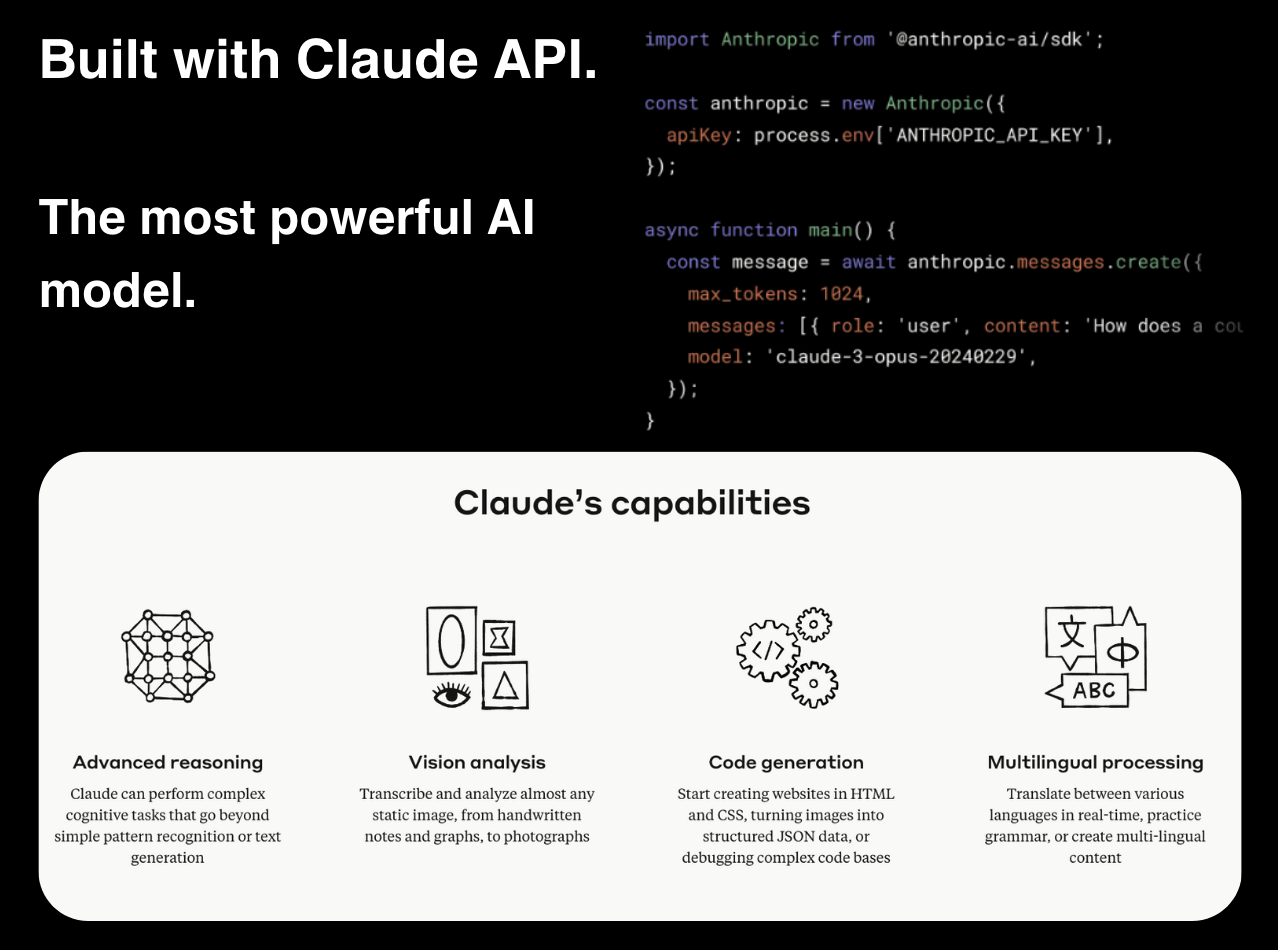 Built with Claude API.
The most powerful AI
model.
import Anthropic from '@anthropic-ai/sdk';
const anthropic = new Anthropic({
  apiKey: process.env['ANTHROPIC_API_KEY'],
});
async function main() {
  const message = await anthropic.messages.create({
    max_tokens: 1024,
    messages: [{ role: 'user', content: 'How does a cou
    model: 'claude-3-opus-20240229',
  });
}
Claude's capabilities
文
中
ABC
</>
Advanced reasoning
Claude can perform complex
cognitive tasks that go beyond
simple pattern recognition or text
generation
Vision analysis
Transcribe and analyze almost any
static image, from handwritten
notes and graphs, to photographs
Code generation
Start creating websites in HTML
and CSS, turning images into
structured JSON data, or
debugging complex code bases
Multilingual processing
Translate between various
languages in real-time, practice
grammar, or create multi-lingual
content